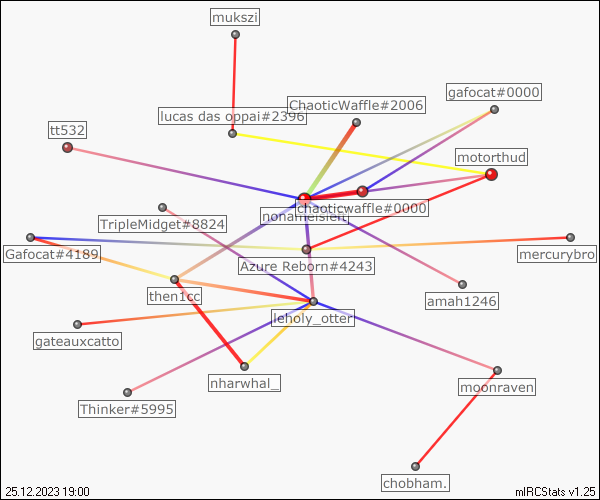 mukszi
gafocat#0000
ChaoticWaffle#2006
lucas das oppai#2396
tt532
motorthud
chaoticwaffle#0000
TripleMidget#8824
Gafocat#4189
mercurybro
Azure Reborn#4243
then1cc
amah1246
leholy_otter
gateauxcatto
nharwhal_
moonraven
Thinker#5995
chobham.
25.12.2023 19:00
mIRCStats v1.25